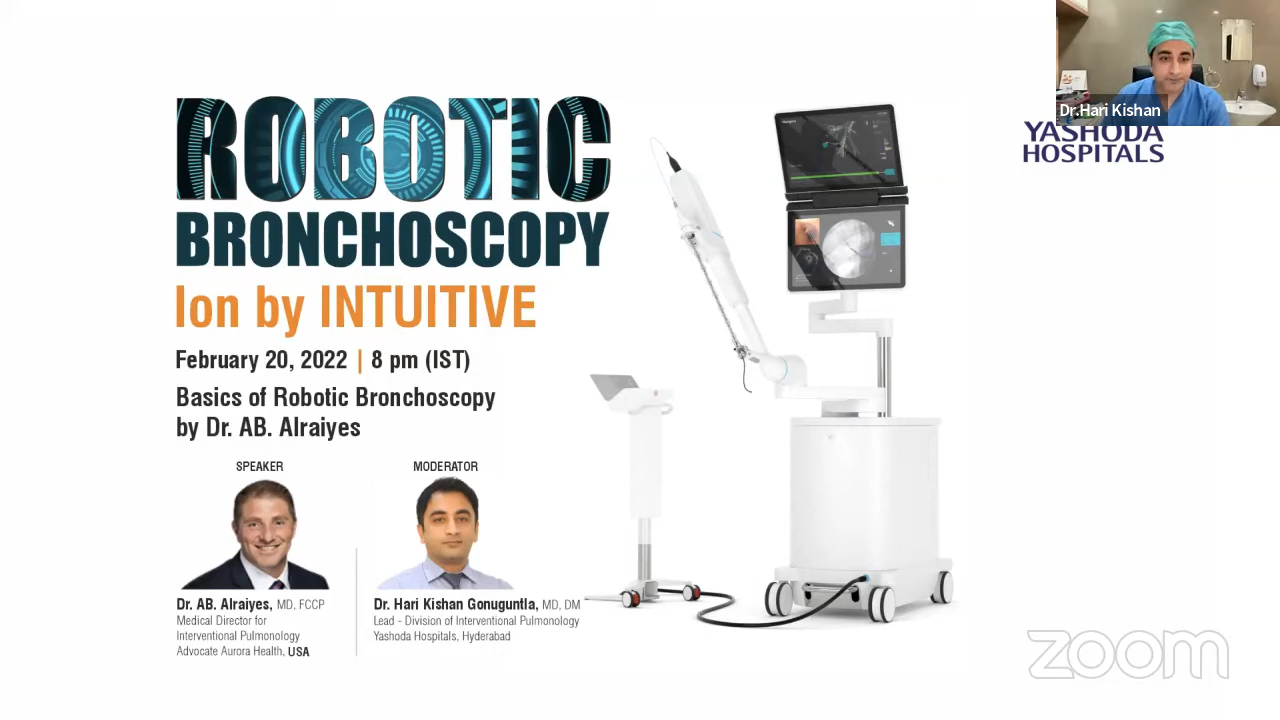 Dr.Hari Kishan
YASHODA
HOSPITALS
ROBOTIC
BRONCHOSCOPY
Ion by INTUITIVE
February 20, 2022 | 8 pm (IST)
Basics of Robotic Bronchoscopy
by Dr. AB. Alraiyes
SPEAKER
MODERATOR
Dr. AB. Alraiyes, MD, FCCP
Medical Director for
Interventional Pulmonology
Advocate Aurora Health, USA
Dr. Hari Kishan Gonuguntla, MD, DM
Lead - Division of Interventional Pulmonology
Yashoda Hospitals, Hyderabad
zoom